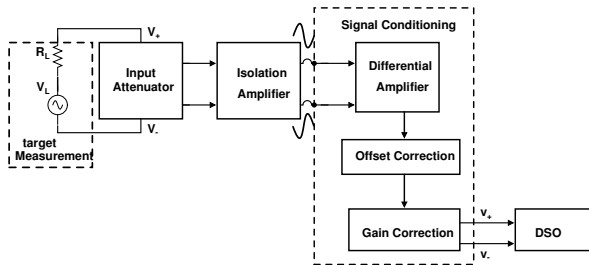 Signal Conditioning
V+
RL
VL
target
Measurement
V-
Input
Attenuator
Isolation
Amplifier
Differential
Amplifier
Offset Correction
Gain Correction
v+
v-
DSO